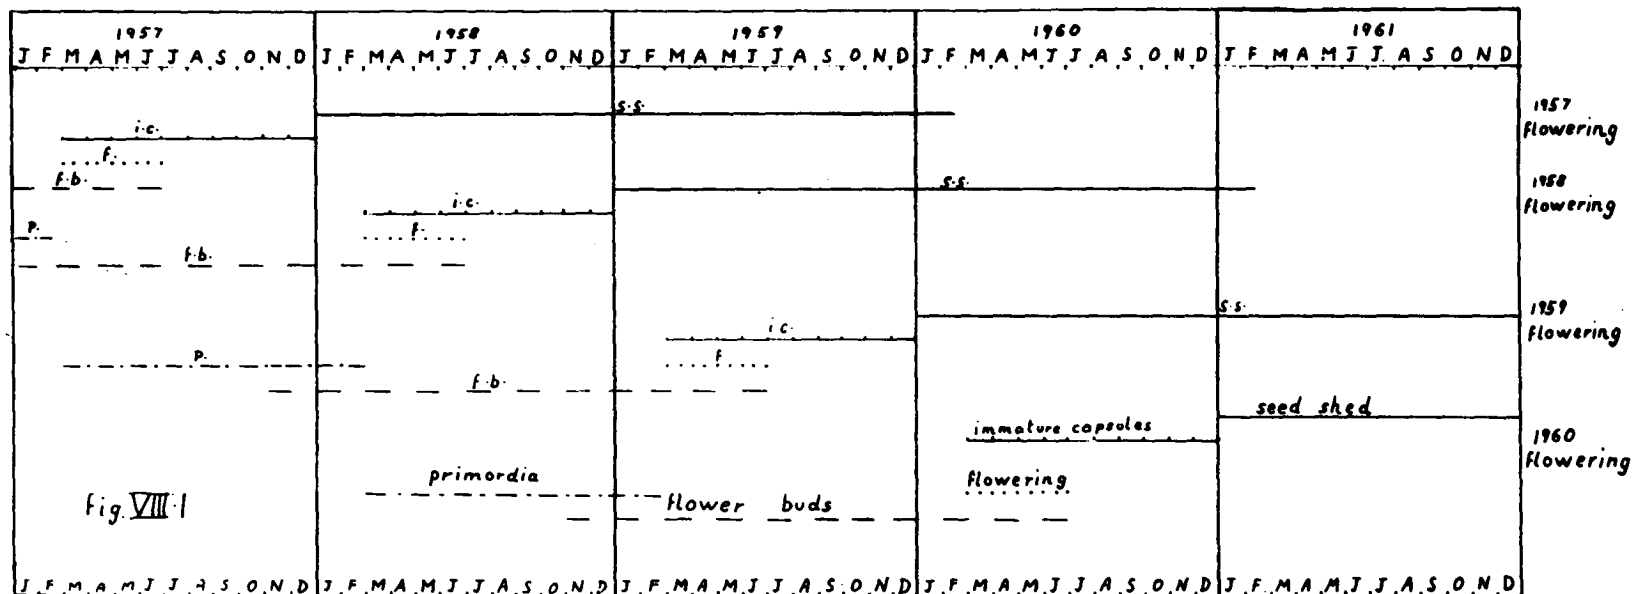 1957 1958 1959 1960 1961
J F M A M J J A S O N D J F M A M J J A S O N D J F M A M J J A S O N D J F M A M J J A S O N D J F M A M J J A S O N D
s.s. 1957
i.c. flowering
f.
f.b. s.s. 1958
i.c. flowering
p. f.
f.b.
s.s. 1959
i.c. flowering
p. f
f.b.
seed shed
immature capsules 1960
flowering
primordia flowering
fig. VIII.1 flower buds
J F M A M J J A S O N D J F M A M J J A S O N D J F M A M J J A S O N D J F M A M J J A S O N D J F M A M J J A S O N D